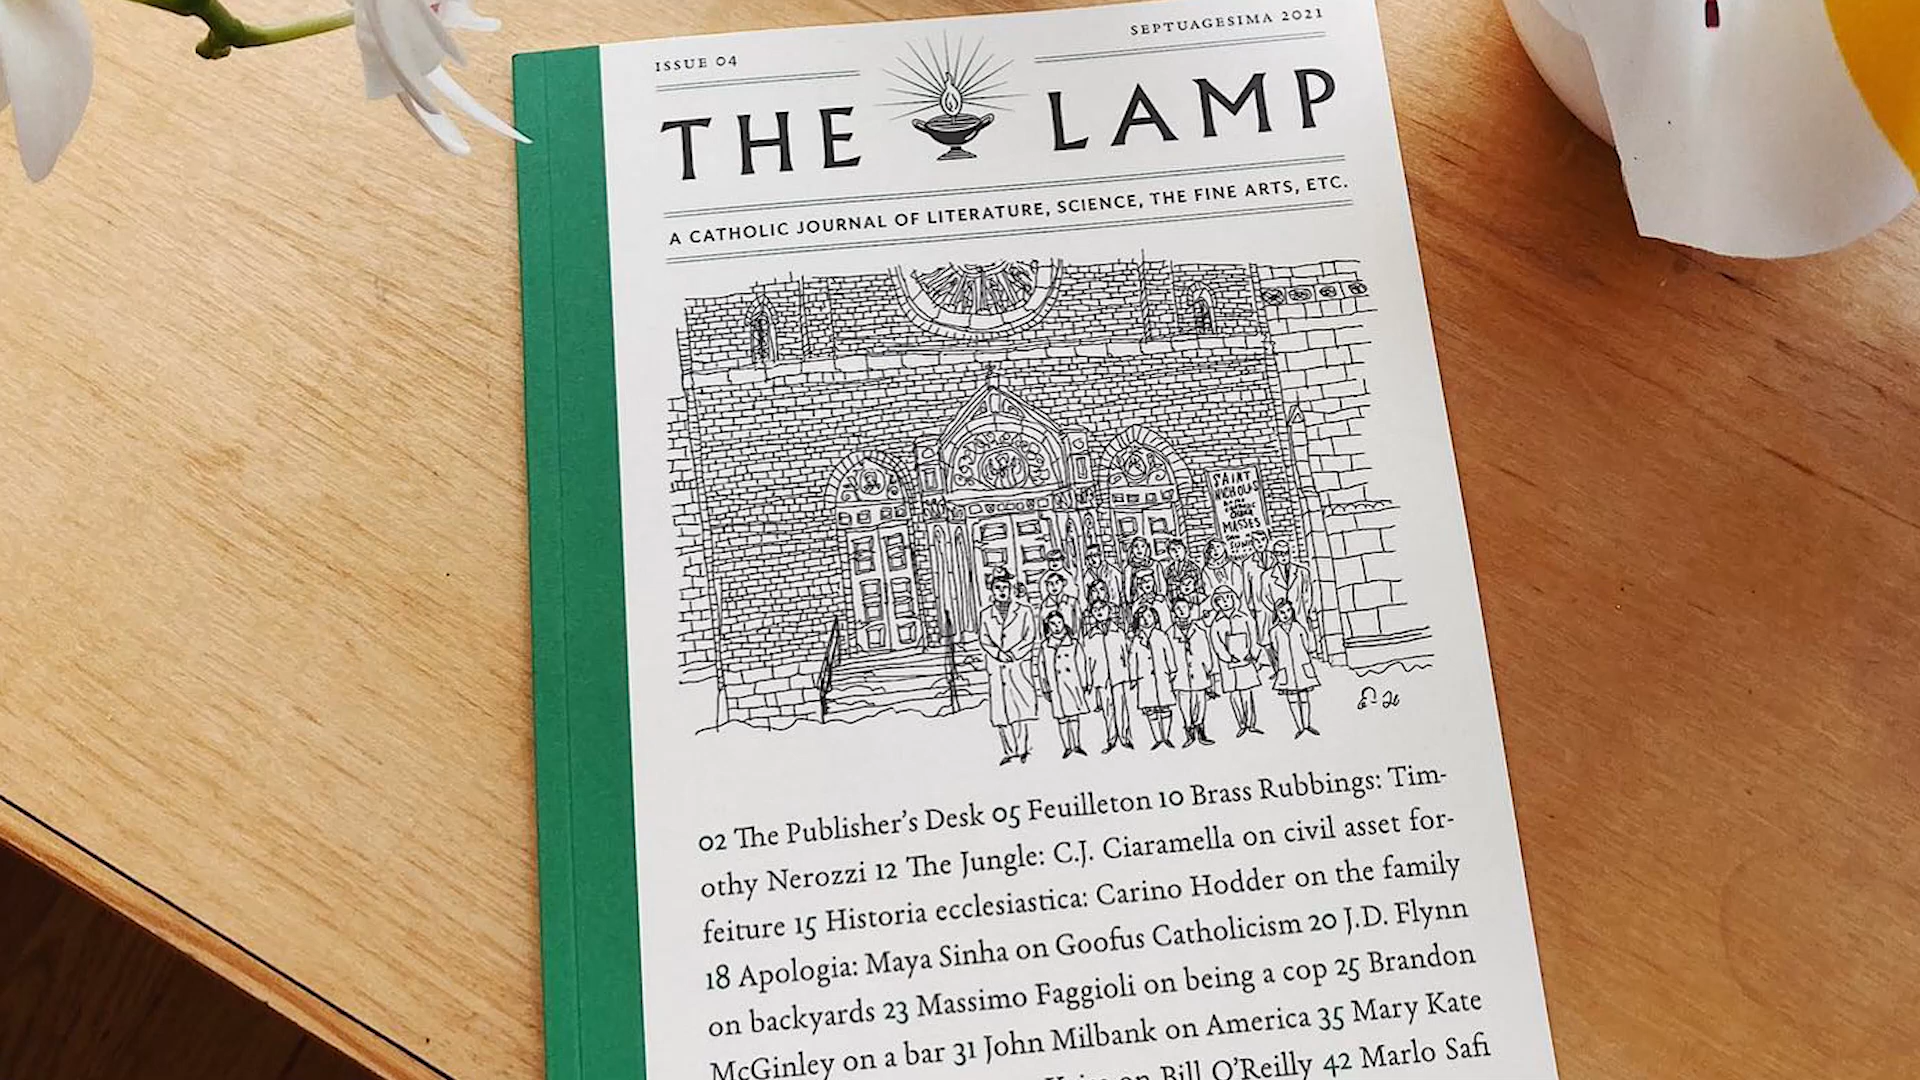 ISSUE 04
SEPTUAGESIMA 2021
THE LAMP
A CATHOLIC JOURNAL OF LITERATURE, SCIENCE, THE FINE ARTS, ETC.
SAINT
NICHOLAS
MASSES
SUN
02 The Publisher's Desk 05 Feuilleton 10 Brass Rubbings: Tim-
othy Nerozzi 12 The Jungle: C.J. Ciaramella on civil asset for-
feiture 15 Historia ecclesiastica: Carino Hodder on the family
18 Apologia: Maya Sinha on Goofus Catholicism 20 J.D. Flynn
on backyards 23 Massimo Faggioli on being a cop 25 Brandon
McGinley on a bar 31 John Milbank on America 35 Mary Kate
on Bill O'Reilly 42 Marlo Safi